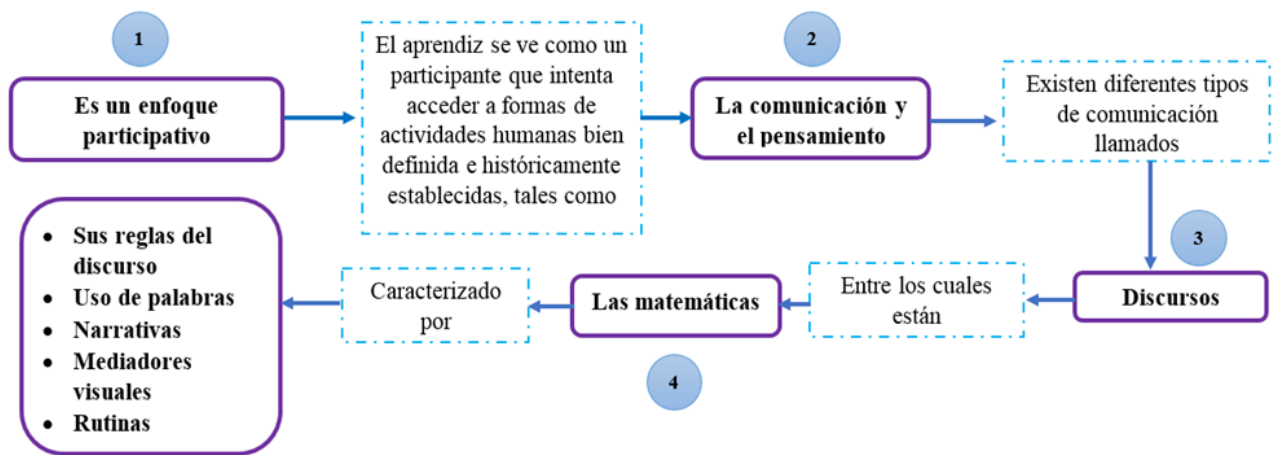 1
Es un enfoque
participativo
El aprendiz se ve como un
participante que intenta
acceder a formas de
actividades humanas bien
definida e históricamente
establecidas, tales como
2
La comunicación y
el pensamiento
Existen diferentes tipos
de comunicación
llamados
3
Discursos
Entre los cuales
están
Las matemáticas
4
Caracterizado
por
• Sus reglas del
discurso
• Uso de palabras
• Narrativas
• Mediadores
visuales
• Rutinas